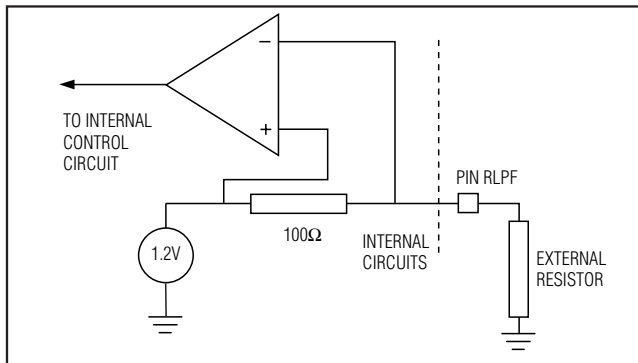 −
+
TO INTERNAL
CONTROL
CIRCUIT
PIN RLPF
100Ω
INTERNAL
CIRCUITS
1.2V
EXTERNAL
RESISTOR